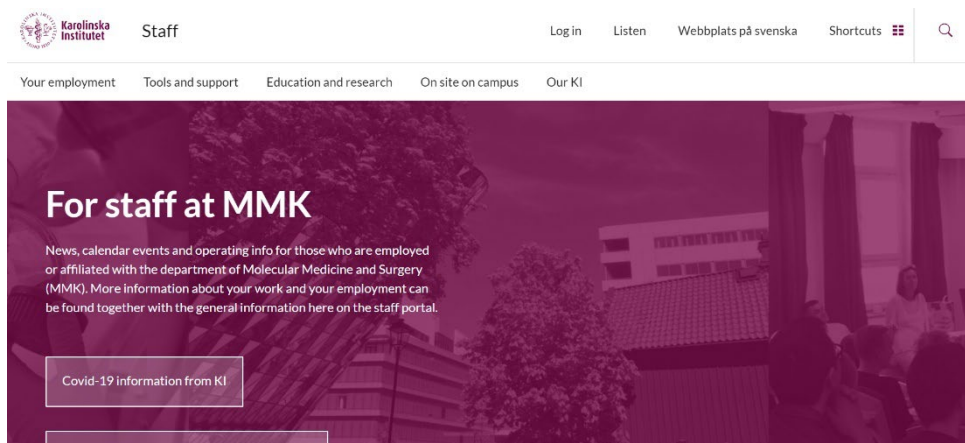 Karolinska
Institutet
Staff
Log in
Listen
Webbplats på svenska
Shortcuts
Your employment
Tools and support
Education and research
On site on campus
Our KI
For staff at MMK
News, calendar events and operating info for those who are employed
or affiliated with the department of Molecular Medicine and Surgery
(MMK). More information about your work and your employment can
be found together with the general information here on the staff portal.
Covid-19 information from KI